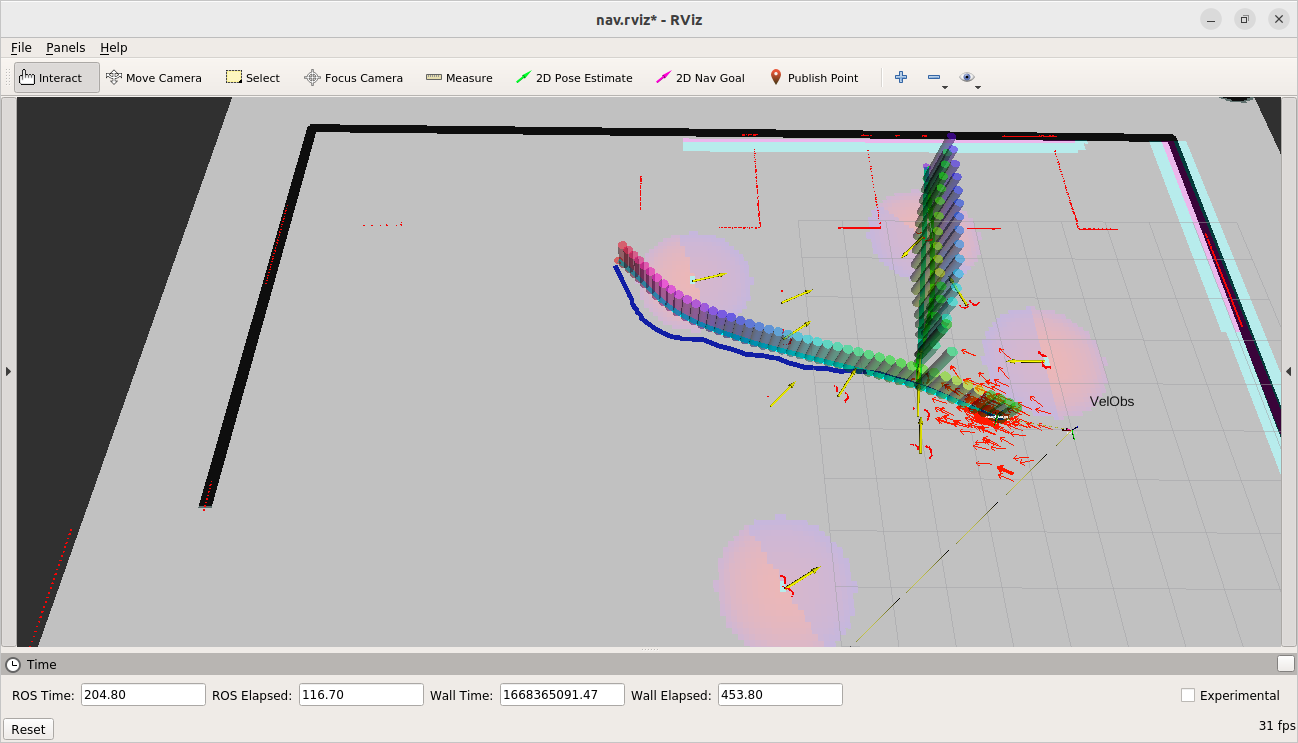 nav.rviz* - RViz
File Panels Help
Interact Move Camera Select Focus Camera Measure 2D Pose Estimate 2D Nav Goal Publish Point
VelObs
Time
ROS Time: 204.80 ROS Elapsed: 116.70 Wall Time: 1668365091.47 Wall Elapsed: 453.80 Experimental
Reset 31 fps